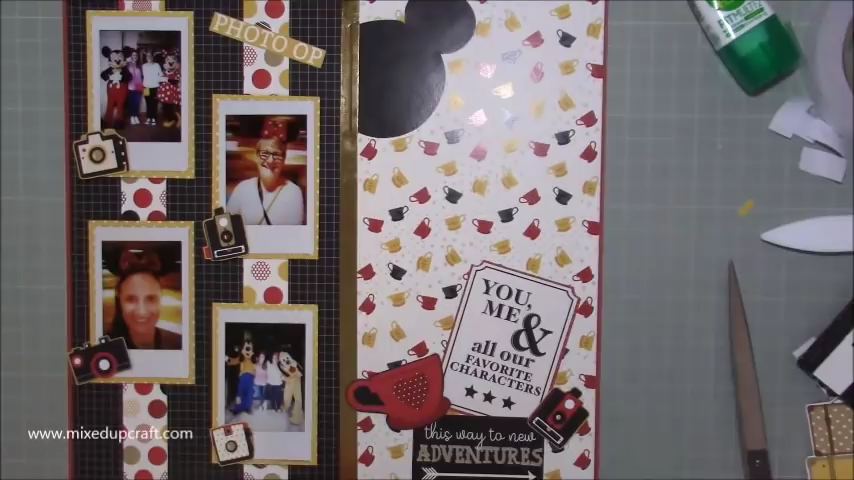 PHOTO OP
YOU,
ME &
all our
FAVORITE
CHARACTERS
this way to new
ADVENTURES
www.mixedupcraft.com